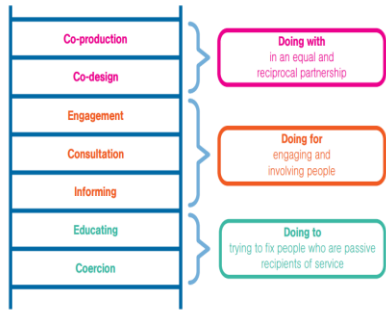 Co-production
Co-design
Doing with
in an equal and
reciprocal partnership
Engagement
Consultation
Informing
Doing for
engaging and
involving people
Educating
Coercion
Doing to
trying to fix people who are passive
recipients of service